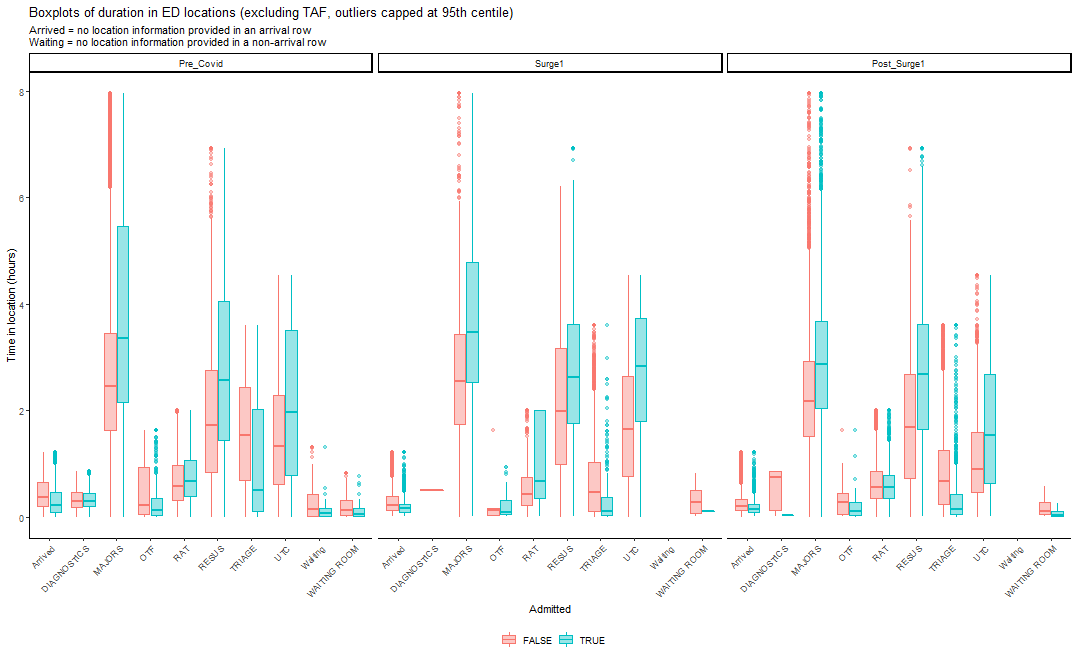 Boxplots of duration in ED locations (excluding TAF, outliers capped at 95th centile)
Arrived = no location information provided in an arrival row
Waiting = no location information provided in a non-arrival row
Pre_Covid Surge1 Post_Surge1
Time in location (hours)
8
6
4
2
0
Arrived DIAGNOSTICS MAJORS OTF RAT RESUS TRIAGE UTC Waiting WAITING ROOM Arrived DIAGNOSTICS MAJORS OTF RAT RESUS TRIAGE UTC Waiting WAITING ROOM Arrived DIAGNOSTICS MAJORS OTF RAT RESUS TRIAGE UTC Waiting WAITING ROOM
Admitted
FALSE TRUE